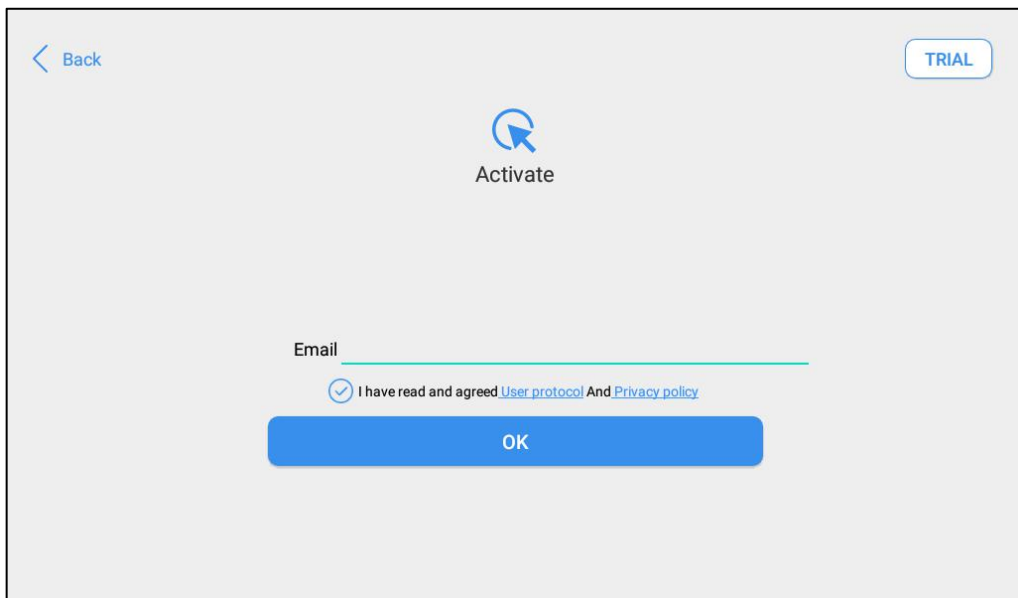 Back
TRIAL
Activate
Email
I have read and agreed User protocol And Privacy policy
OK